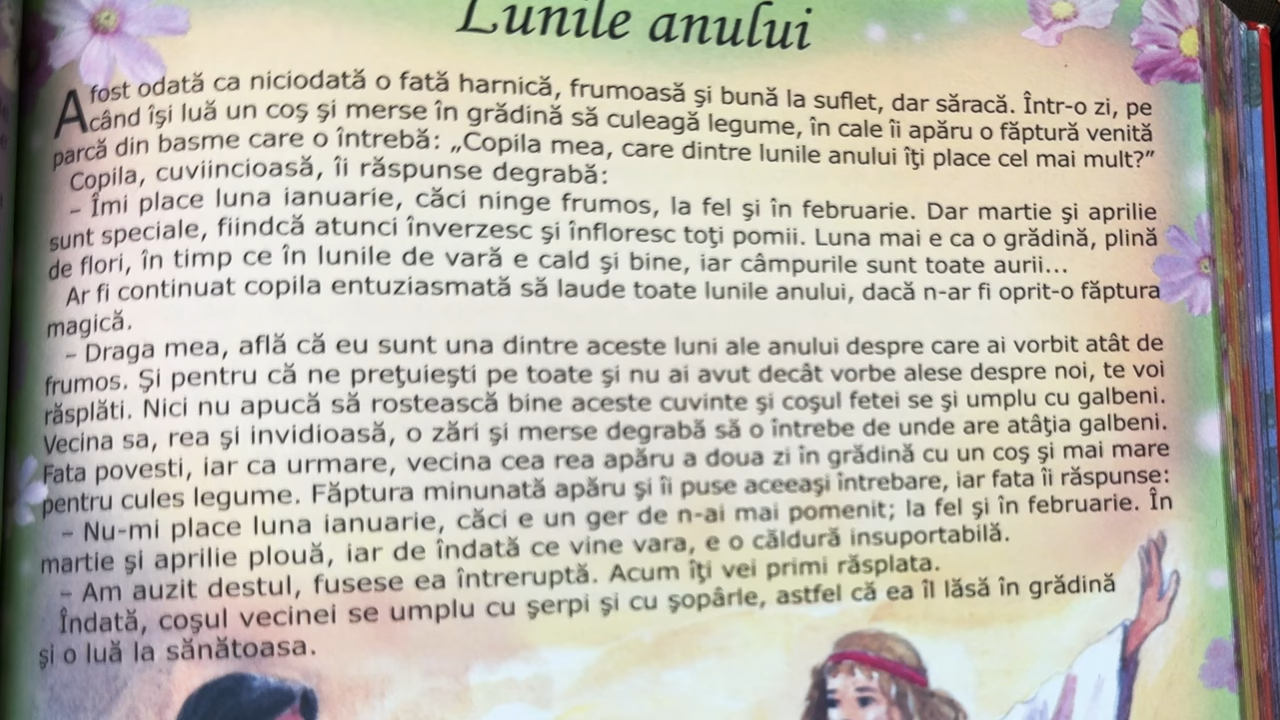 Lunile anului
A fost odată ca niciodată o fată harnică, frumoasă şi bună la suflet, dar săracă. Într-o zi, pe
când îşi luă un coş şi merse în grădină să culeagă legume, în cale îi apăru o făptură venită
parcă din basme care o întrebă: „Copila mea, care dintre lunile anului îţi place cel mai mult?”
Copila, cuviincioasă, îi răspunse degrabă:
– Îmi place luna ianuarie, căci ninge frumos, la fel şi în februarie. Dar martie şi aprilie
sunt speciale, fiindcă atunci înverzesc şi înfloresc toţi pomii. Luna mai e ca o grădină, plină
de flori, în timp ce în lunile de vară e cald şi bine, iar câmpurile sunt toate aurii...
Ar fi continuat copila entuziasmată să laude toate lunile anului, dacă n-ar fi oprit-o făptura
magică.
– Draga mea, află că eu sunt una dintre aceste luni ale anului despre care ai vorbit atât de
frumos. Şi pentru că ne preţuieşti pe toate şi nu ai avut decât vorbe alese despre noi, te voi
răsplăti. Nici nu apucă să rostească bine aceste cuvinte şi coşul fetei se şi umplu cu galbeni.
Vecina sa, rea şi invidioasă, o zări şi merse degrabă să o întrebe de unde are atâţia galbeni.
Fata povesti, iar ca urmare, vecina cea rea apăru a doua zi în grădină cu un coş şi mai mare
pentru cules legume. Făptura minunată apăru şi îi puse aceeaşi întrebare, iar fata îi răspunse:
– Nu-mi place luna ianuarie, căci e un ger de n-ai mai pomenit; la fel şi în februarie. În
martie şi aprilie plouă, iar de îndată ce vine vara, e o căldură insuportabilă.
– Am auzit destul, fusese ea întreruptă. Acum îţi vei primi răsplata.
Îndată, coşul vecinei se umplu cu şerpi şi cu şopârle, astfel că ea îl lăsă în grădină
şi o luă la sănătoasa.